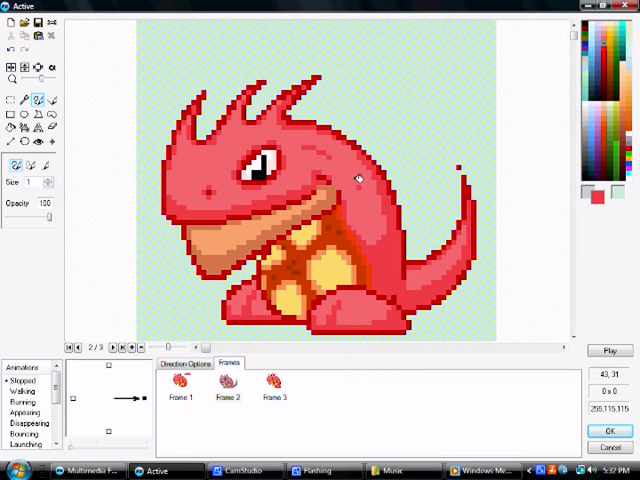 Active
Size 1
Opacity 100
2 / 3
Play
43, 31
0 x 0
255,115,115
OK
Cancel
Direction Options Frames
Frame 1 Frame 2 Frame 3
Animations
Stopped
Walking
Running
Appearing
Disappearing
Bouncing
Launching
Multimedia F... Active CamStudio Flashing Music Windows Me... 5:32 PM